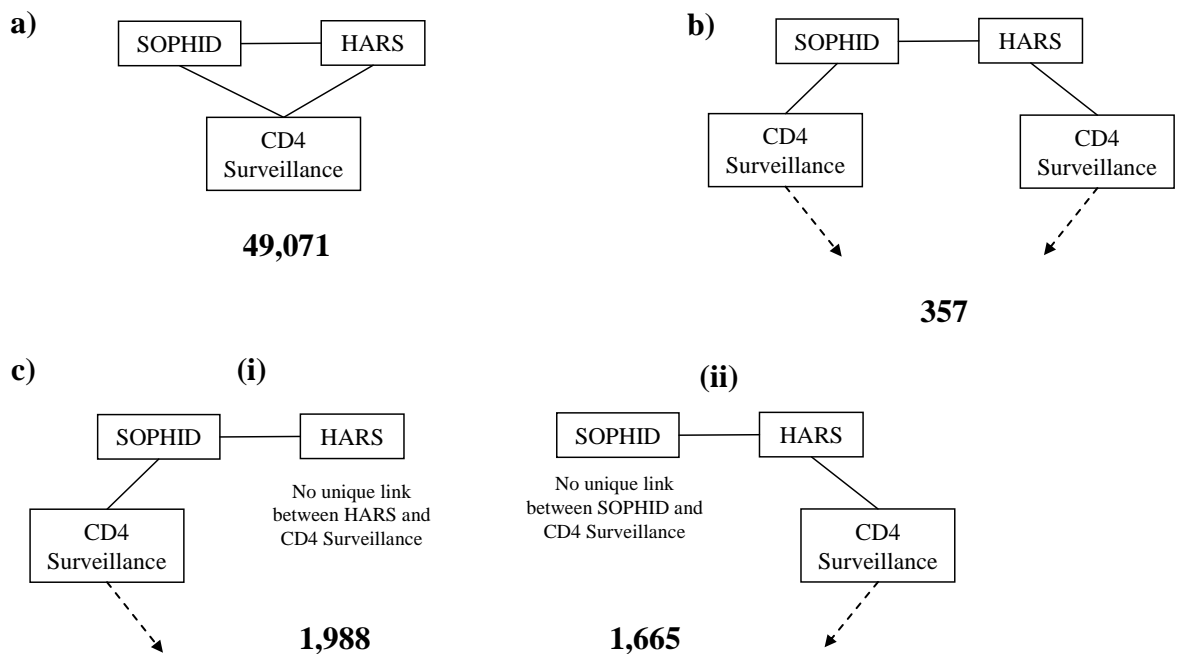 a)
SOPHID
HARS
CD4
Surveillance
49,071
b)
SOPHID
HARS
CD4
Surveillance
CD4
Surveillance
357
c)
(i)
SOPHID
HARS
No unique link
between HARS and
CD4 Surveillance
CD4
Surveillance
1,988
(ii)
SOPHID
HARS
No unique link
between SOPHID and
CD4 Surveillance
CD4
Surveillance
1,665